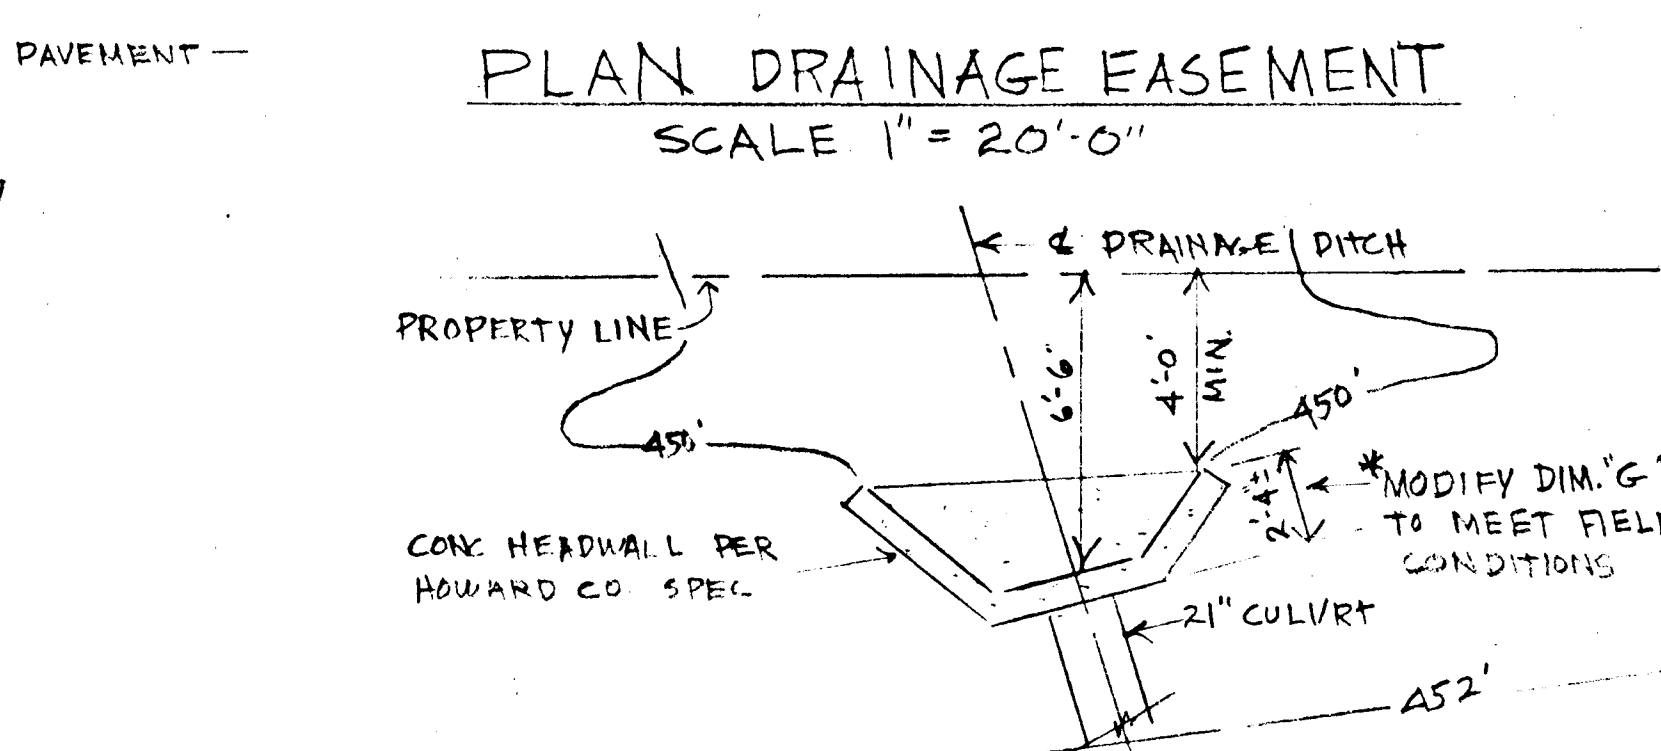 PAVEMENT —
PLAN DRAINAGE EASEMENT
SCALE 1" = 20'-0"
℄ DRAINAGE DITCH
PROPERTY LINE
6'-6"
4'-0"
MIN.
450'
450'
2'-4"±
*MODIFY DIM. "G"
TO MEET FIEL
CONDITIONS
CONC HEADWALL PER
HOWARD CO. SPEC
21" CULVRT
452'